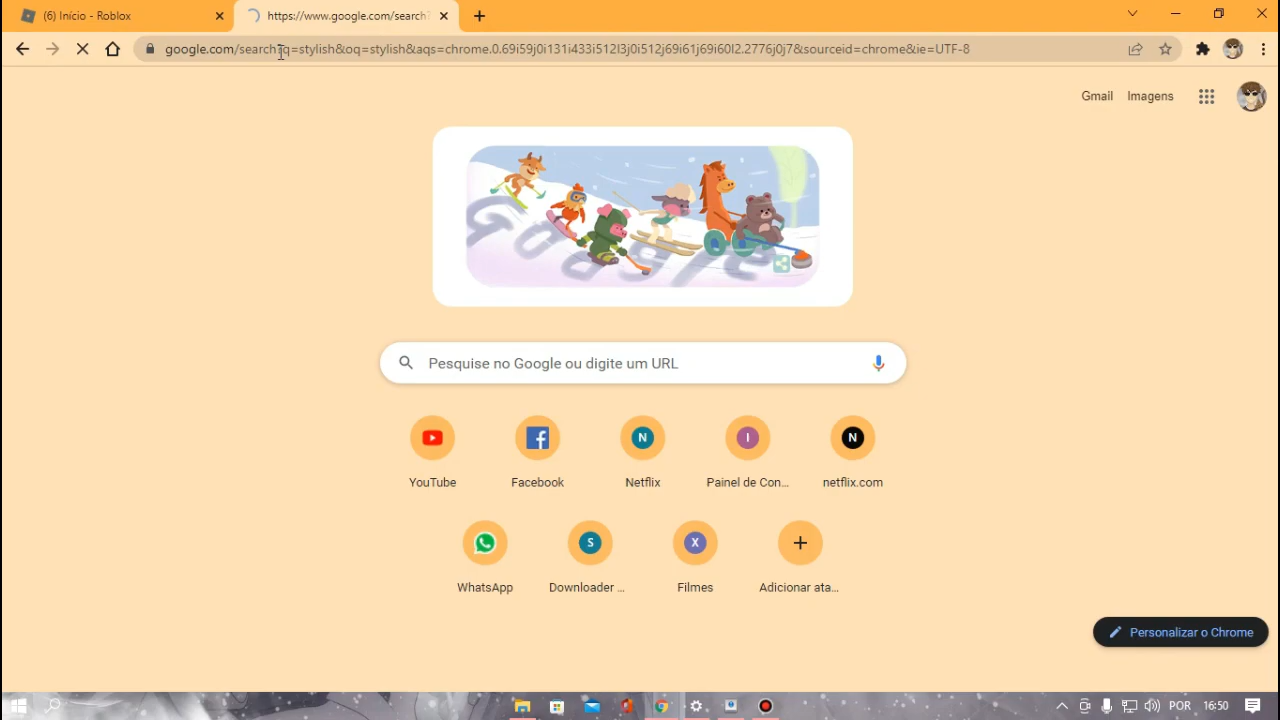 (6) Início - Roblox
https://www.google.com/search?
google.com/search?q=stylish&oq=stylish&aqs=chrome.0.69i59j0i131i433i512l3j0i512j69i61j69i60l2.2776j0j7&sourceid=chrome&ie=UTF-8
Gmail Imagens
Google
Pesquise no Google ou digite um URL
N I N
YouTube Facebook Netflix Painel de Con... netflix.com
S X
WhatsApp Downloader ... Filmes Adicionar ata...
Personalizar o Chrome
POR 16:50